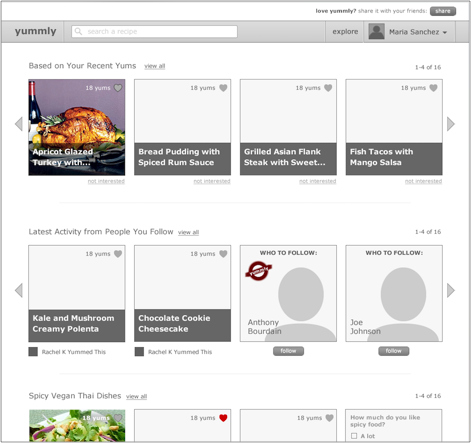 love yummly? share it with your friends: share
yummly
search a recipe
explore
Maria Sanchez
Based on Your Recent Yums view all
1-4 of 16
18 yums
Apricot Glazed
Turkey with...
not interested
18 yums
Bread Pudding with
Spiced Rum Sauce
not interested
18 yums
Grilled Asian Flank
Steak with Sweet...
not interested
18 yums
Fish Tacos with
Mango Salsa
not interested
Latest Activity from People You Follow view all
1-4 of 16
18 yums
Kale and Mushroom
Creamy Polenta
Rachel K Yummed This
18 yums
Chocolate Cookie
Cheesecake
Rachel K Yummed This
WHO TO FOLLOW:
Anthony
Bourdain
follow
WHO TO FOLLOW:
Joe
Johnson
follow
Spicy Vegan Thai Dishes view all
1-4 of 16
18 yums
18 yums
18 yums
How much do you like
spicy food?
A lot